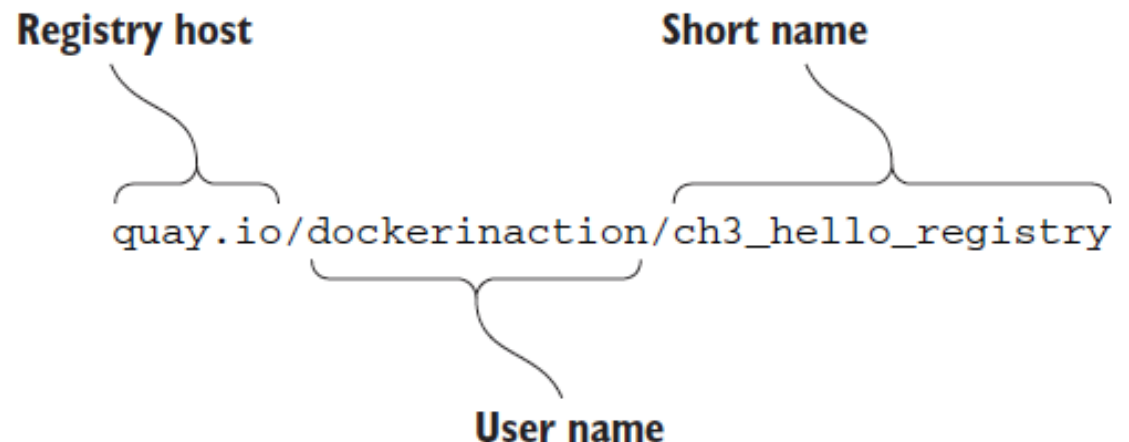 Registry host
Short name
quay.io/dockerinaction/ch3_hello_registry
User name